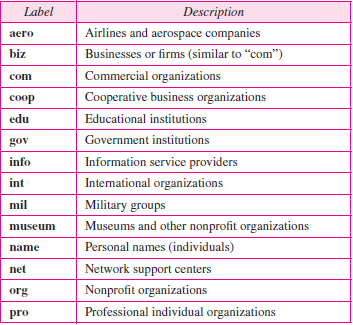 Label Description
aero Airlines and aerospace companies
biz Businesses or firms (similar to “com”)
com Commercial organizations
coop Cooperative business organizations
edu Educational institutions
gov Government institutions
info Information service providers
int International organizations
mil Military groups
museum Museums and other nonprofit organizations
name Personal names (individuals)
net Network support centers
org Nonprofit organizations
pro Professional individual organizations